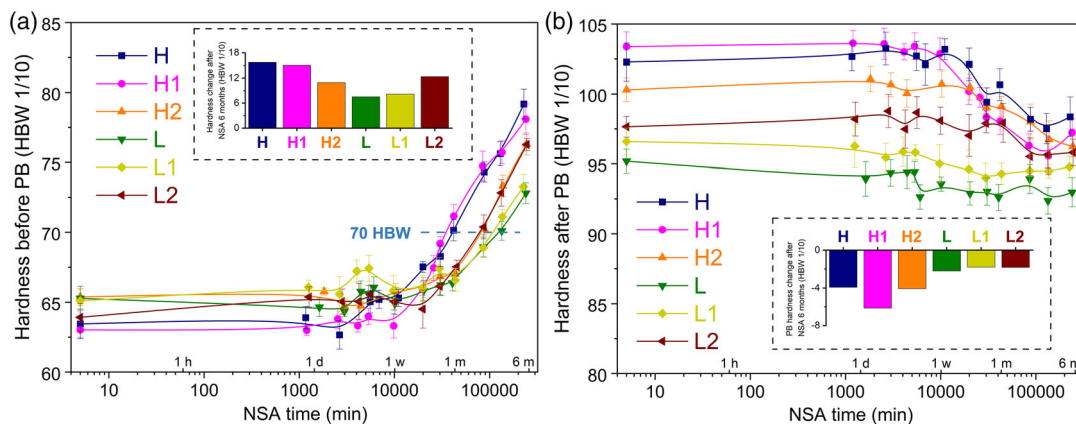 (a)
Hardness before PB (HBW 1/10)
85
80
75
70
65
60
H
H1
H2
L
L1
L2
Hardness change after
NSA 6 months (HBW 1/10)
18
12
6
0
H H1 H2 L L1 L2
70 HBW
1 h 1 d 1 w 1 m 6 m
10 100 1000 10000 100000
NSA time (min)
(b)
Hardness after PB (HBW 1/10)
105
100
95
90
85
80
H
H1
H2
L
L1
L2
PB hardness change after
NSA 6 months (HBW 1/10)
H H1 H2 L L1 L2
0
-4
-8
1 h 1 d 1 w 1 m 6 m
10 100 1000 10000 100000
NSA time (min)